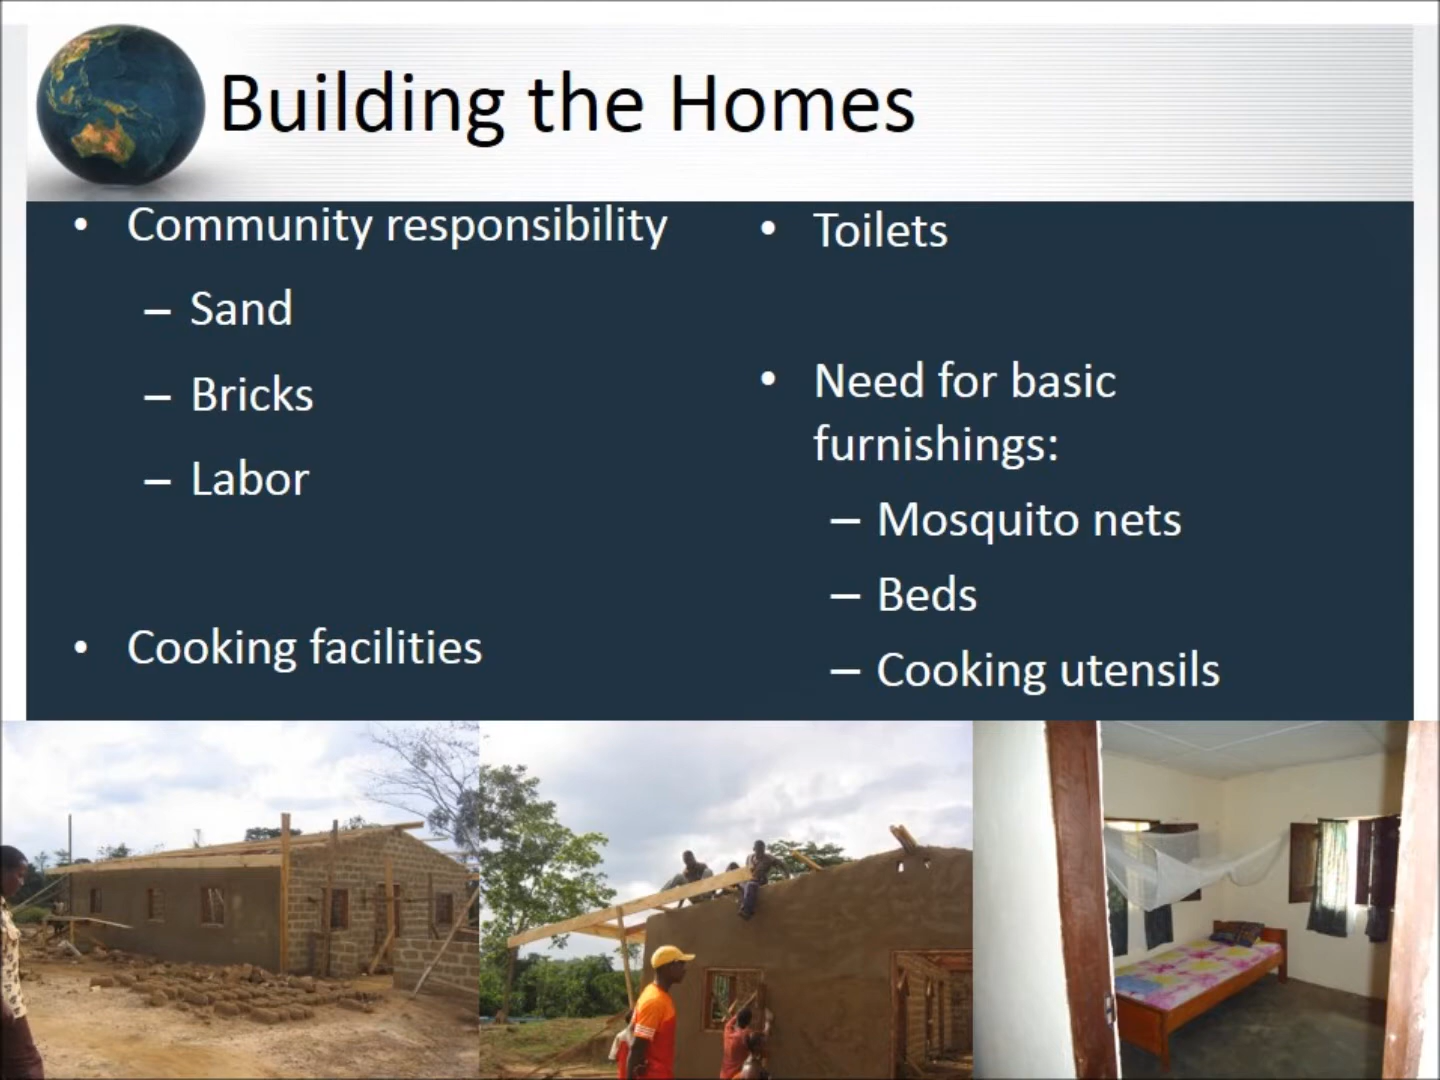 Building the Homes
• Community responsibility
– Sand
– Bricks
– Labor
• Cooking facilities
• Toilets
• Need for basic
furnishings:
– Mosquito nets
– Beds
– Cooking utensils